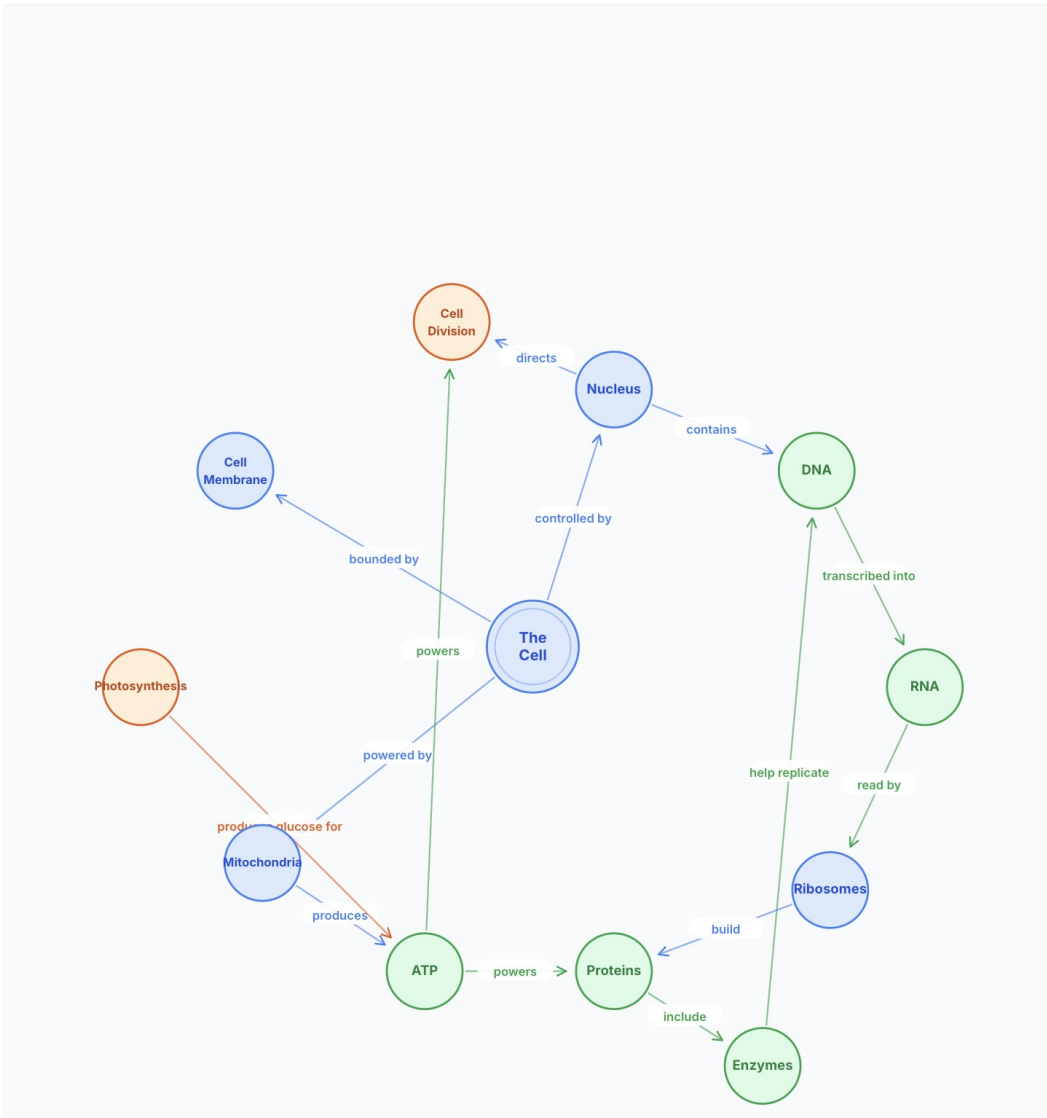 Cell
Division
directs
Nucleus
contains
Cell
Membrane
DNA
controlled by
bounded by
transcribed into
The
Cell
powers
Photosynthesis
RNA
powered by
help replicate
read by
glucose for
Mitochondria
Ribosomes
produces
build
ATP
powers
Proteins
include
Enzymes